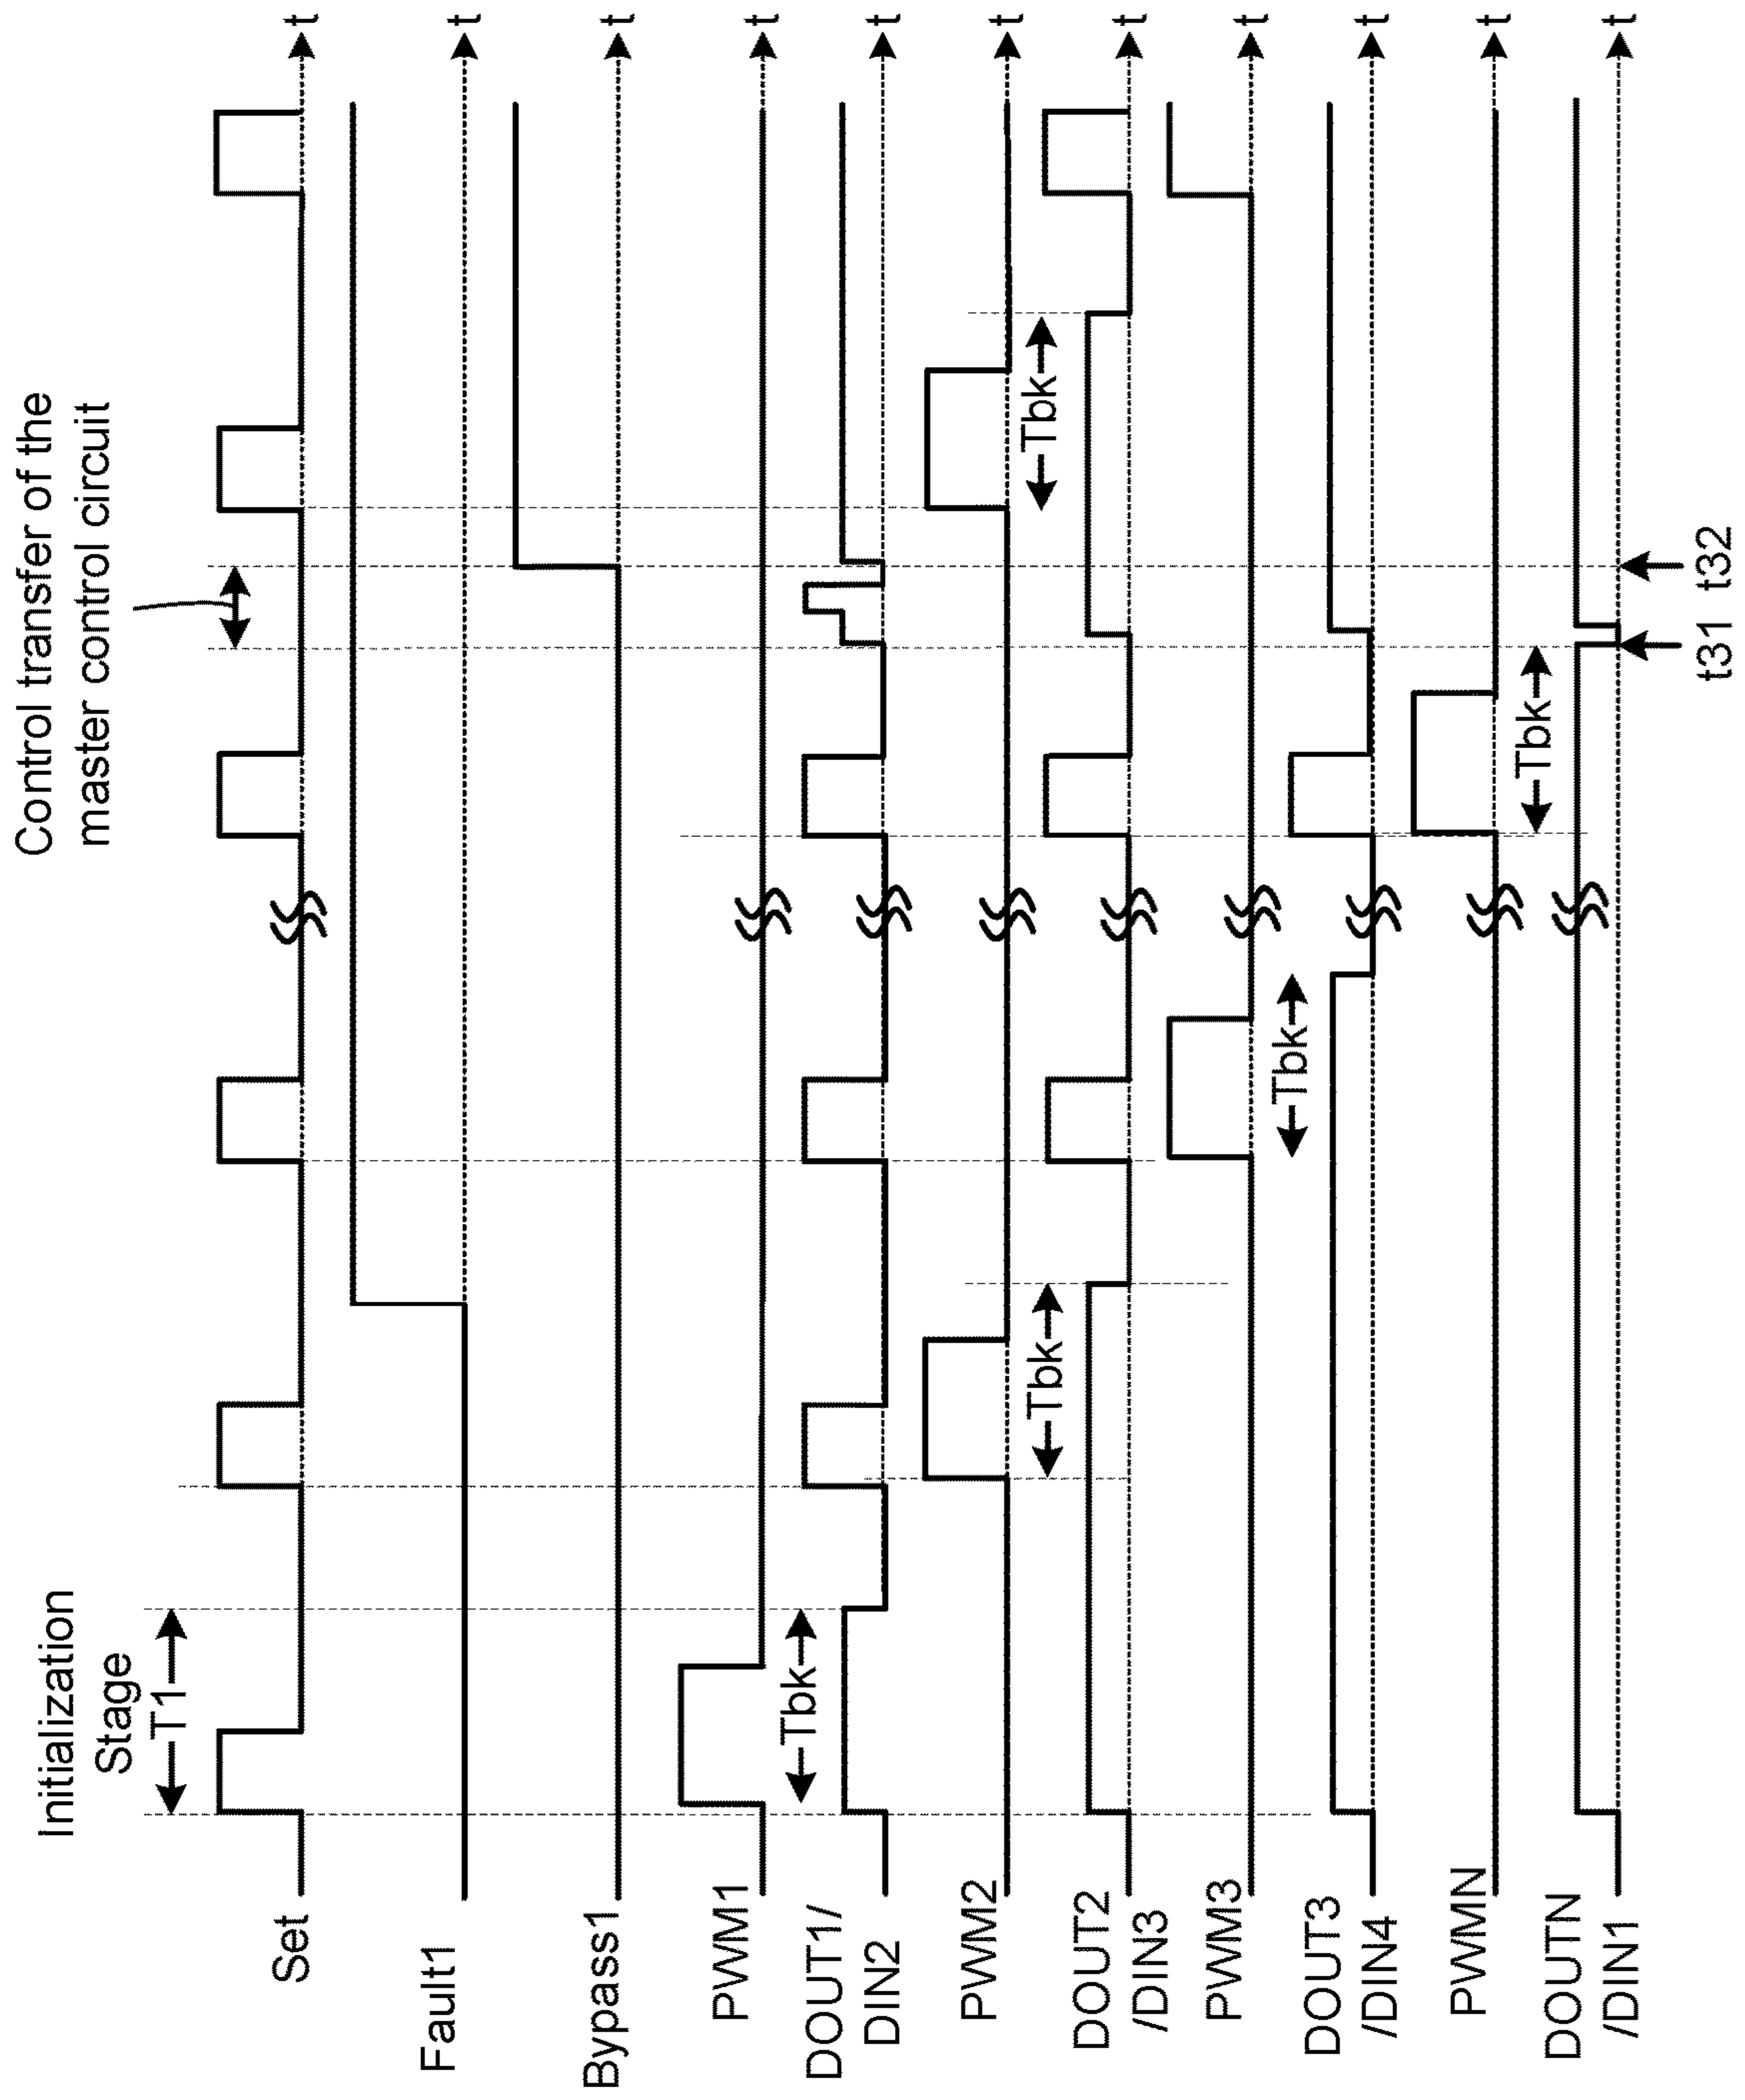 Initialization
Stage
T1
Control transfer of the
master control circuit
Set
t
Fault1
t
Bypass1
t
PWM1
t
Tbk
DOUT1/
DIN2
t
PWM2
t
Tbk
Tbk
DOUT2
/DIN3
t
PWM3
t
Tbk
DOUT3
/DIN4
t
PWMN
t
Tbk
DOUTN
/DIN1
t
t31
t32